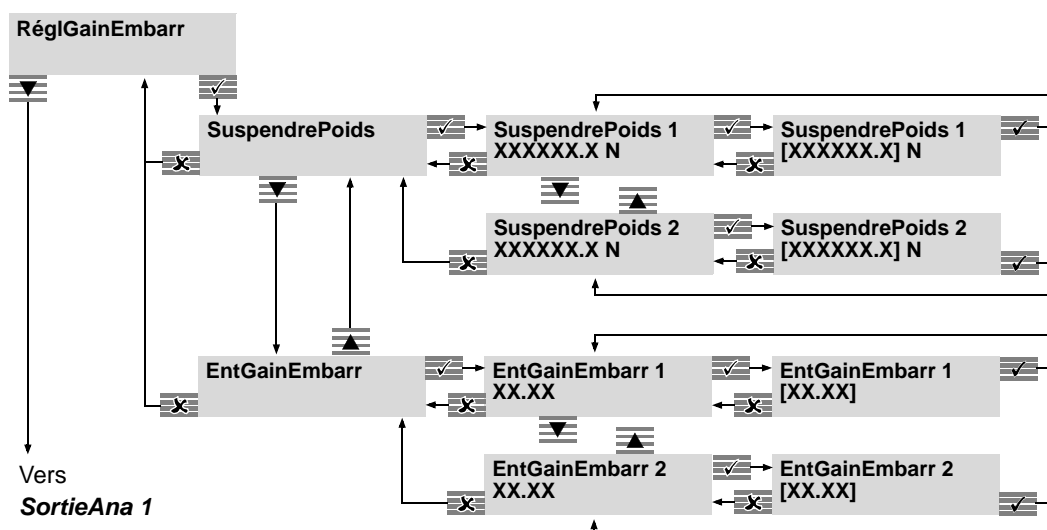 RéglGainEmbarr
SuspendrePoids
SuspendrePoids 1
XXXXXX.X N
SuspendrePoids 1
[XXXXXX.X] N
SuspendrePoids 2
XXXXXX.X N
SuspendrePoids 2
[XXXXXX.X] N
EntGainEmbarr
EntGainEmbarr 1
XX.XX
EntGainEmbarr 1
[XX.XX]
EntGainEmbarr 2
XX.XX
EntGainEmbarr 2
[XX.XX]
Vers
SortieAna 1